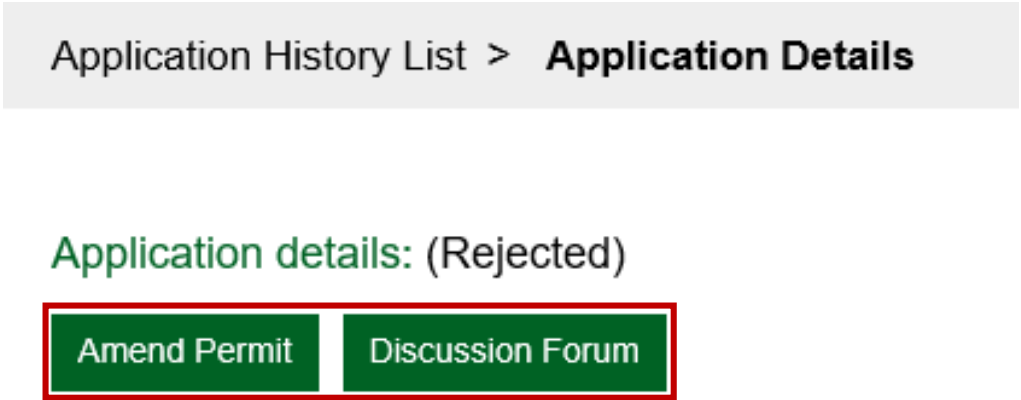 Application History List > Application Details
Application details: (Rejected)
Amend Permit Discussion Forum